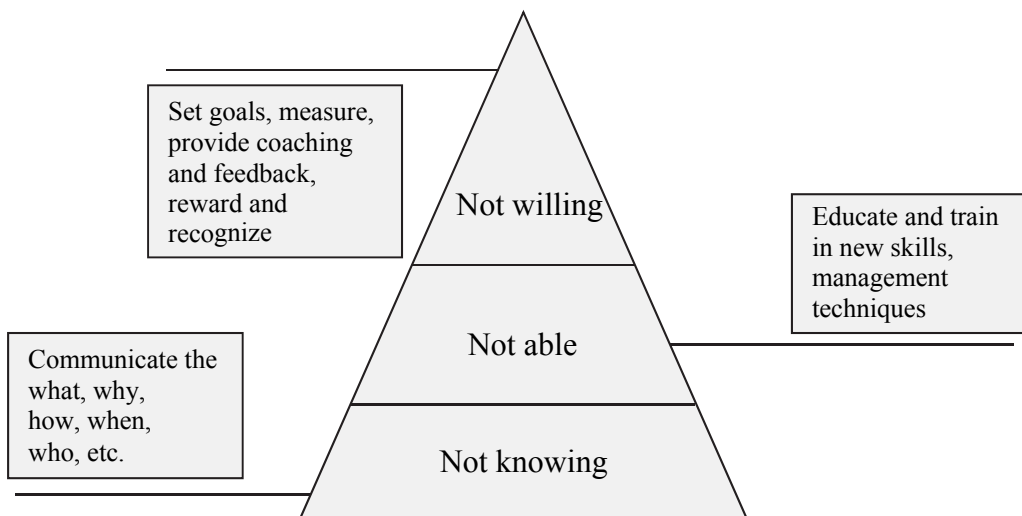 Set goals, measure,
provide coaching
and feedback,
reward and
recognize
Not willing
Educate and train
in new skills,
management
techniques
Not able
Communicate the
what, why,
how, when,
who, etc.
Not knowing